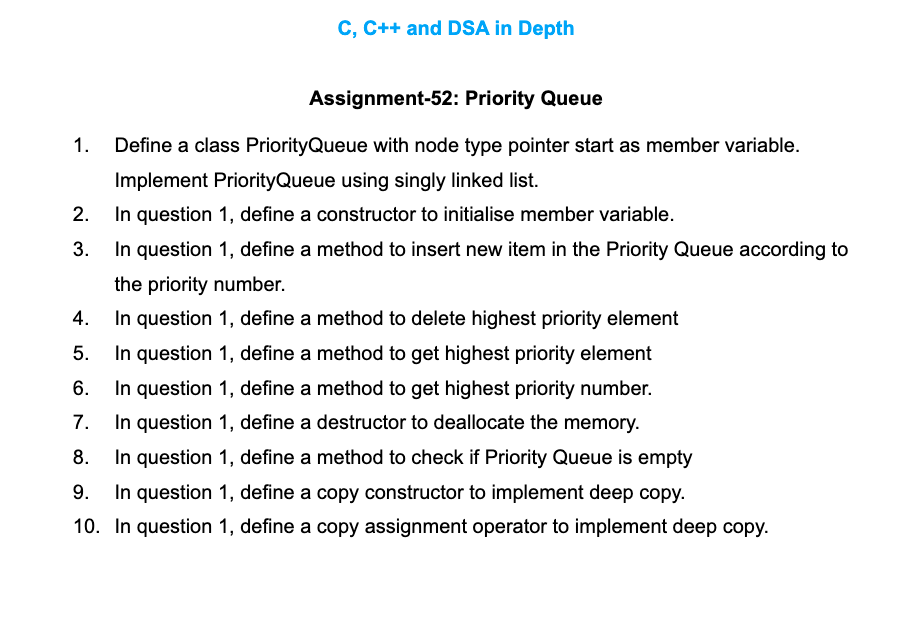 C, C++ and DSA in Depth
Assignment-52: Priority Queue
1. Define a class PriorityQueue with node type pointer start as member variable.
Implement PriorityQueue using singly linked list.
2. In question 1, define a constructor to initialise member variable.
3. In question 1, define a method to insert new item in the Priority Queue according to
the priority number.
4. In question 1, define a method to delete highest priority element
5. In question 1, define a method to get highest priority element
6. In question 1, define a method to get highest priority number.
7. In question 1, define a destructor to deallocate the memory.
8. In question 1, define a method to check if Priority Queue is empty
9. In question 1, define a copy constructor to implement deep copy.
10. In question 1, define a copy assignment operator to implement deep copy.